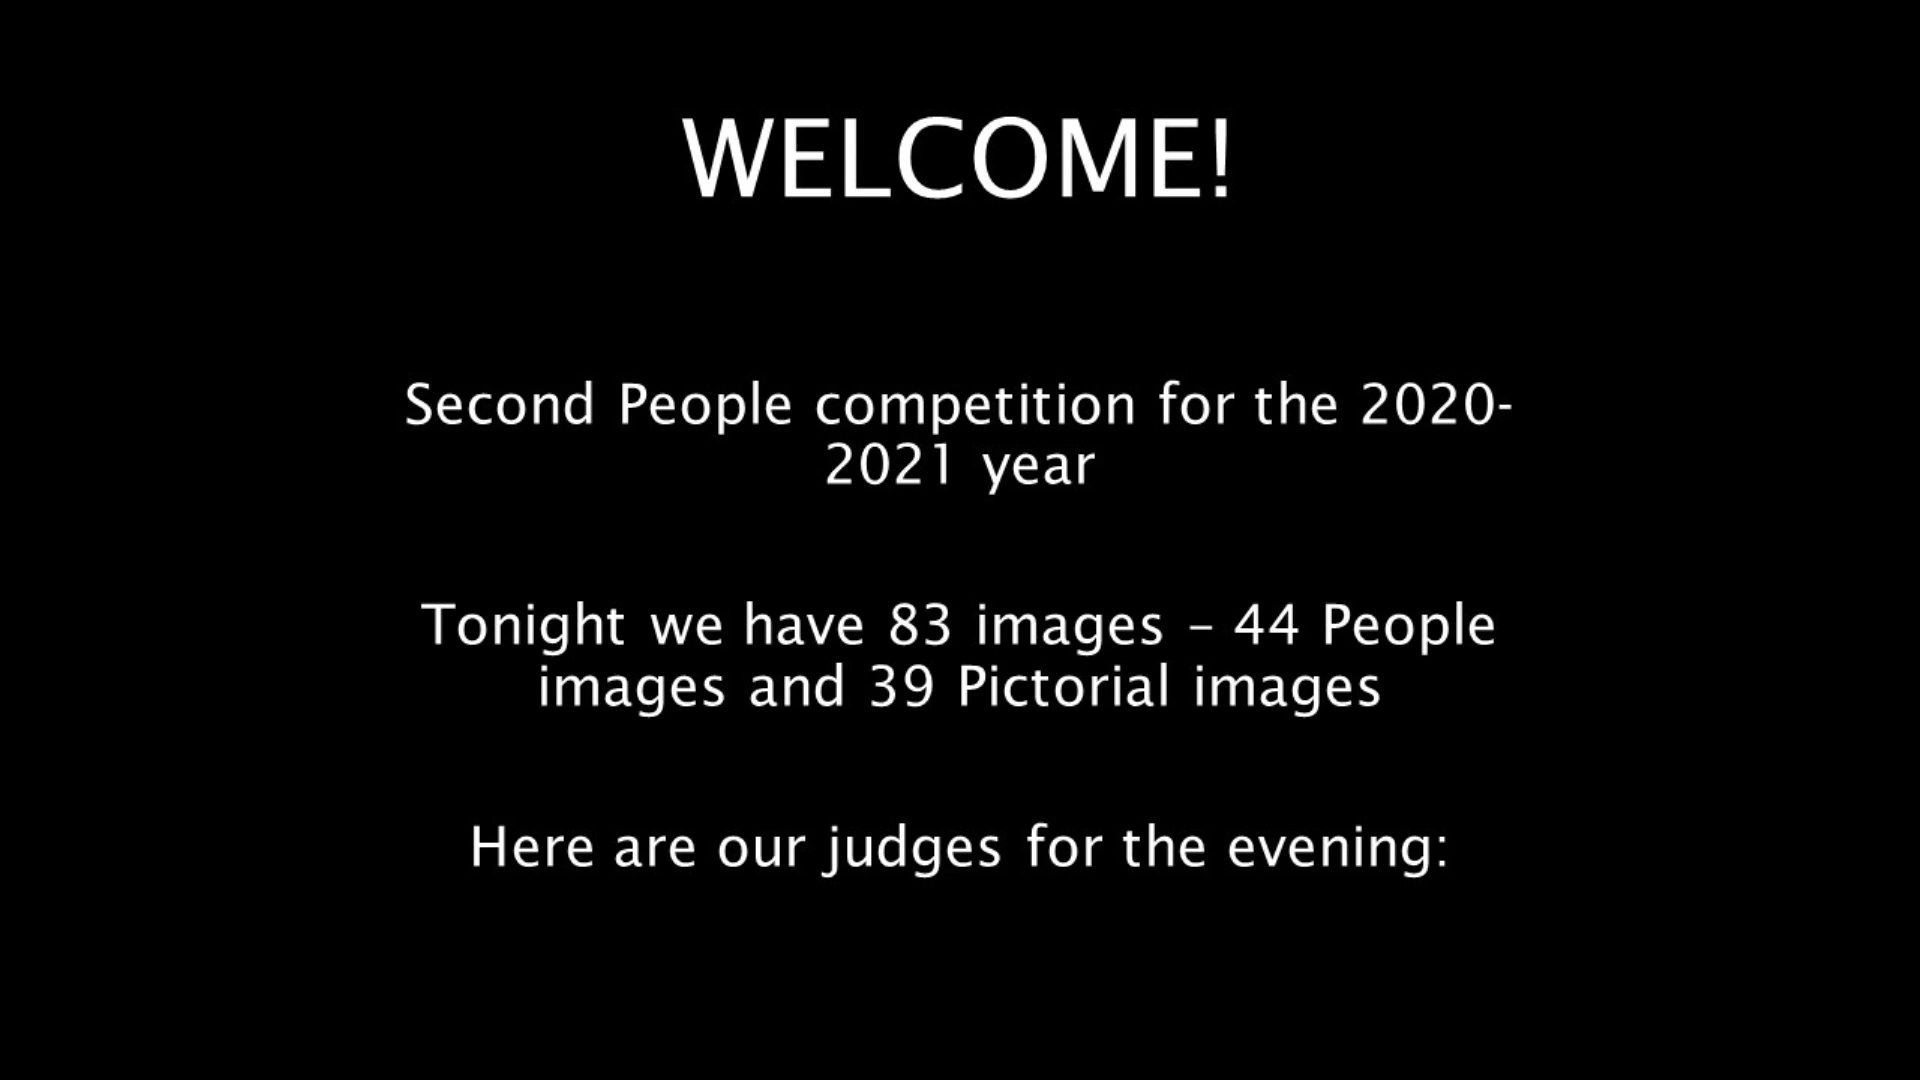 WELCOME!
Second People competition for the 2020-
2021 year
Tonight we have 83 images – 44 People
images and 39 Pictorial images
Here are our judges for the evening: